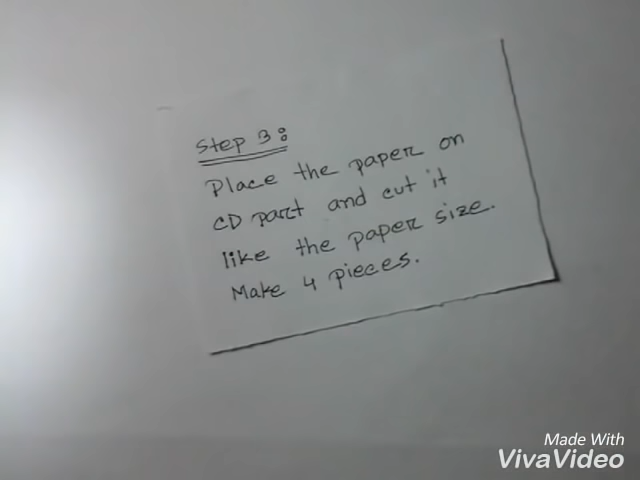 Step 3:
Place the paper on
CD part and cut it
like the paper size.
Make 4 pieces.
Made With
VivaVideo